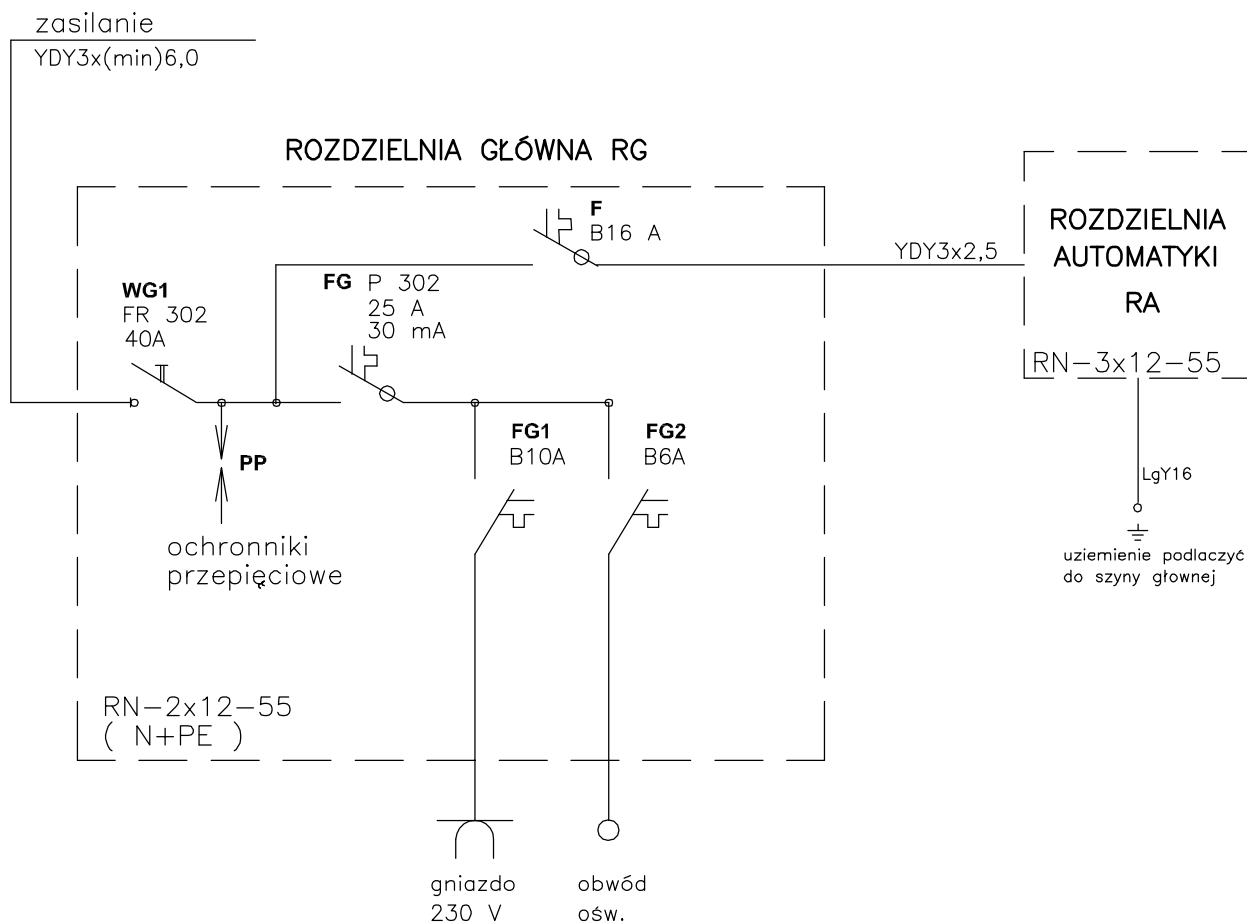 zasilanie
YDY3x(min)6,0
ROZDZIELNIA GŁÓWNA RG
F
B16 A
YDY3x2,5
ROZDZIELNIA
AUTOMATYKI
RA
RN-3x12-55
WG1
FR 302
40A
FG P 302
25 A
30 mA
PP
ochronniki
przepięciowe
FG1
B10A
FG2
B6A
LgY16
uziemienie podlaczyć
do szyny głownej
RN-2x12-55
( N+PE )
gniazdo
230 V
obwód
ośw.